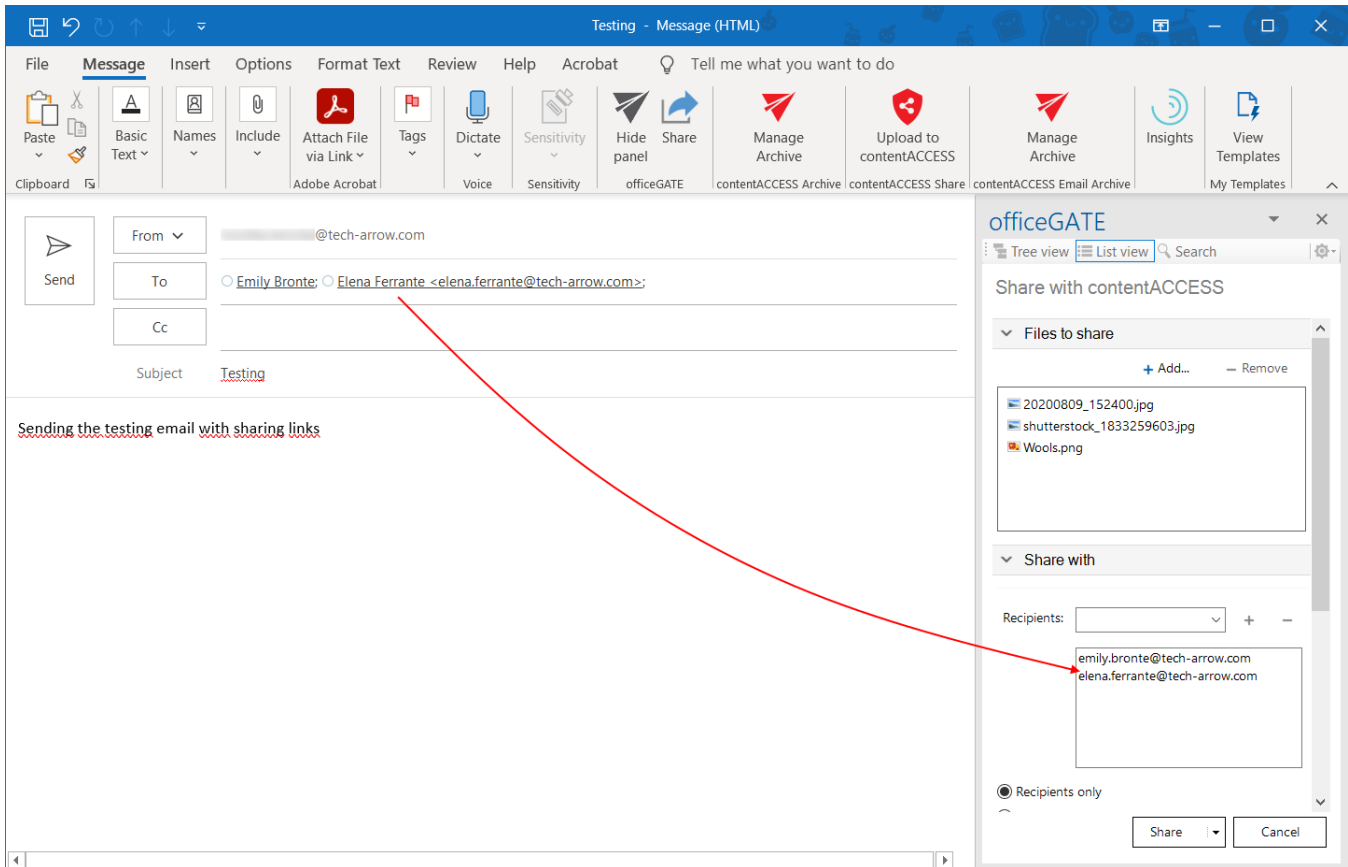 Testing - Message (HTML)
File Message Insert Options Format Text Review Help Acrobat Tell me what you want to do
Paste
Basic Text
Names
Include
Attach File via Link
Tags
Dictate
Sensitivity
Hide panel
Share
Manage Archive
Upload to contentACCESS
Manage Archive
Insights
View Templates
Clipboard Adobe Acrobat Voice Sensitivity officeGATE contentACCESS Archive contentACCESS Share contentACCESS Email Archive My Templates
Send
From @tech-arrow.com
To Emily Bronte; Elena Ferrante <elena.ferrante@tech-arrow.com>;
Cc
Subject Testing
Sending the testing email with sharing links
officeGATE
Tree view List view Search
Share with contentACCESS
Files to share
+ Add... − Remove
20200809_152400.jpg
shutterstock_1833259603.jpg
Wools.png
Share with
Recipients: + −
emily.bronte@tech-arrow.com
elena.ferrante@tech-arrow.com
Recipients only
Share Cancel